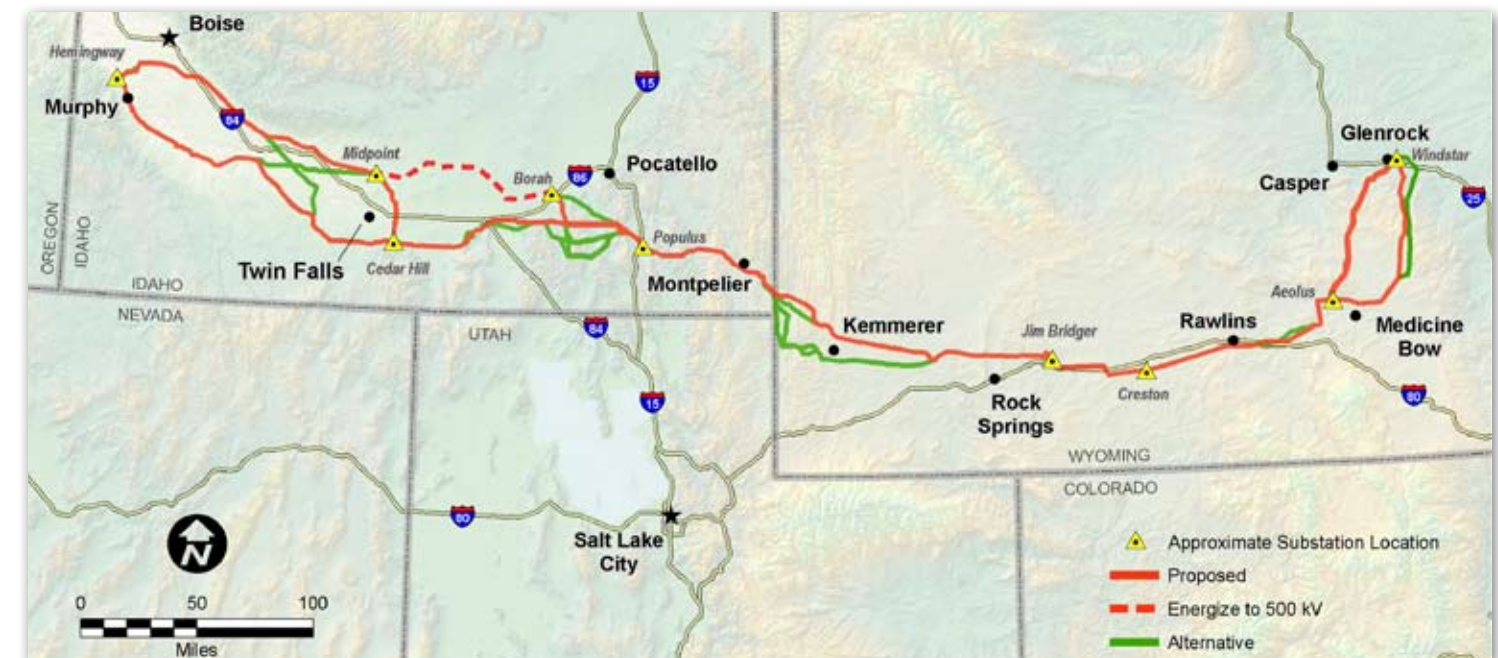 Boise
Hemingway
15
Murphy
84
Glenrock
Midpoint
Windstar
Pocatello
86
Borah
Casper
25
OREGON
IDAHO
Populus
Twin Falls
Cedar Hill
Montpelier
IDAHO
Aeolus
NEVADA
Kemmerer
Jim Bridger
Rawlins
Medicine
Bow
84
UTAH
Creston
80
15
Rock
Springs
WYOMING
COLORADO
80
Salt Lake
City
N
Approximate Substation Location
Proposed
Energize to 500 kV
Alternative
0 50 100
Miles